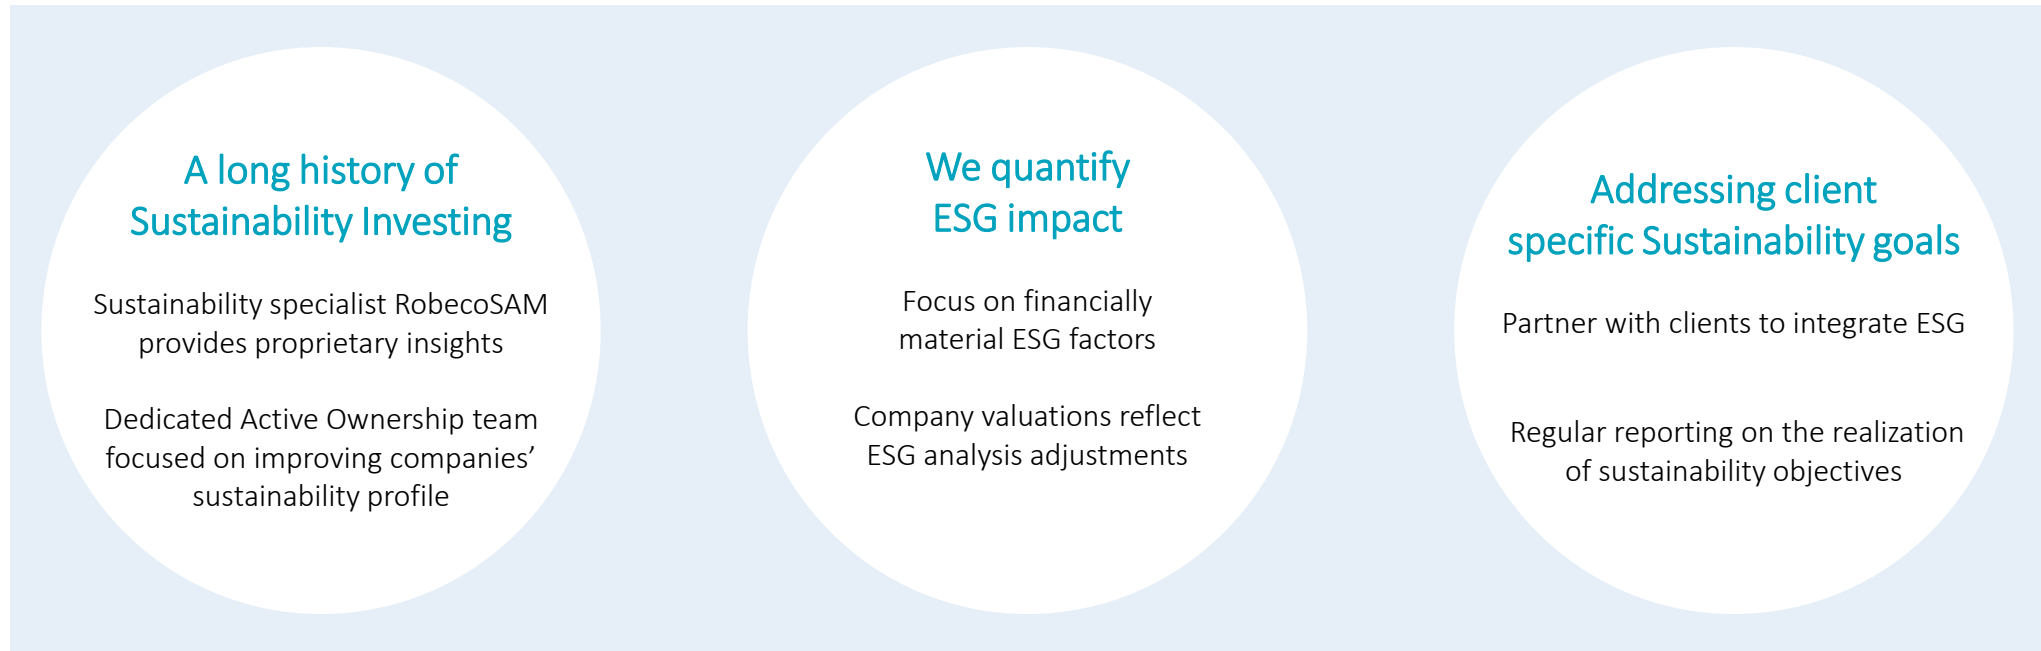 A long history of
Sustainability Investing
Sustainability specialist RobecoSAM
provides proprietary insights
Dedicated Active Ownership team
focused on improving companies’
sustainability profile
We quantify
ESG impact
Focus on financially
material ESG factors
Company valuations reflect
ESG analysis adjustments
Addressing client
specific Sustainability goals
Partner with clients to integrate ESG
Regular reporting on the realization
of sustainability objectives